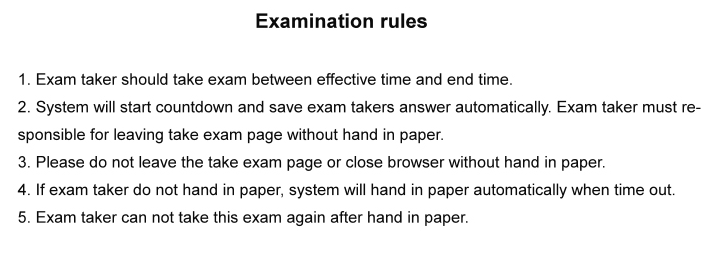 Examination rules
1. Exam taker should take exam between effective time and end time.
2. System will start countdown and save exam takers answer automatically. Exam taker must re-
sponsible for leaving take exam page without hand in paper.
3. Please do not leave the take exam page or close browser without hand in paper.
4. If exam taker do not hand in paper, system will hand in paper automatically when time out.
5. Exam taker can not take this exam again after hand in paper.